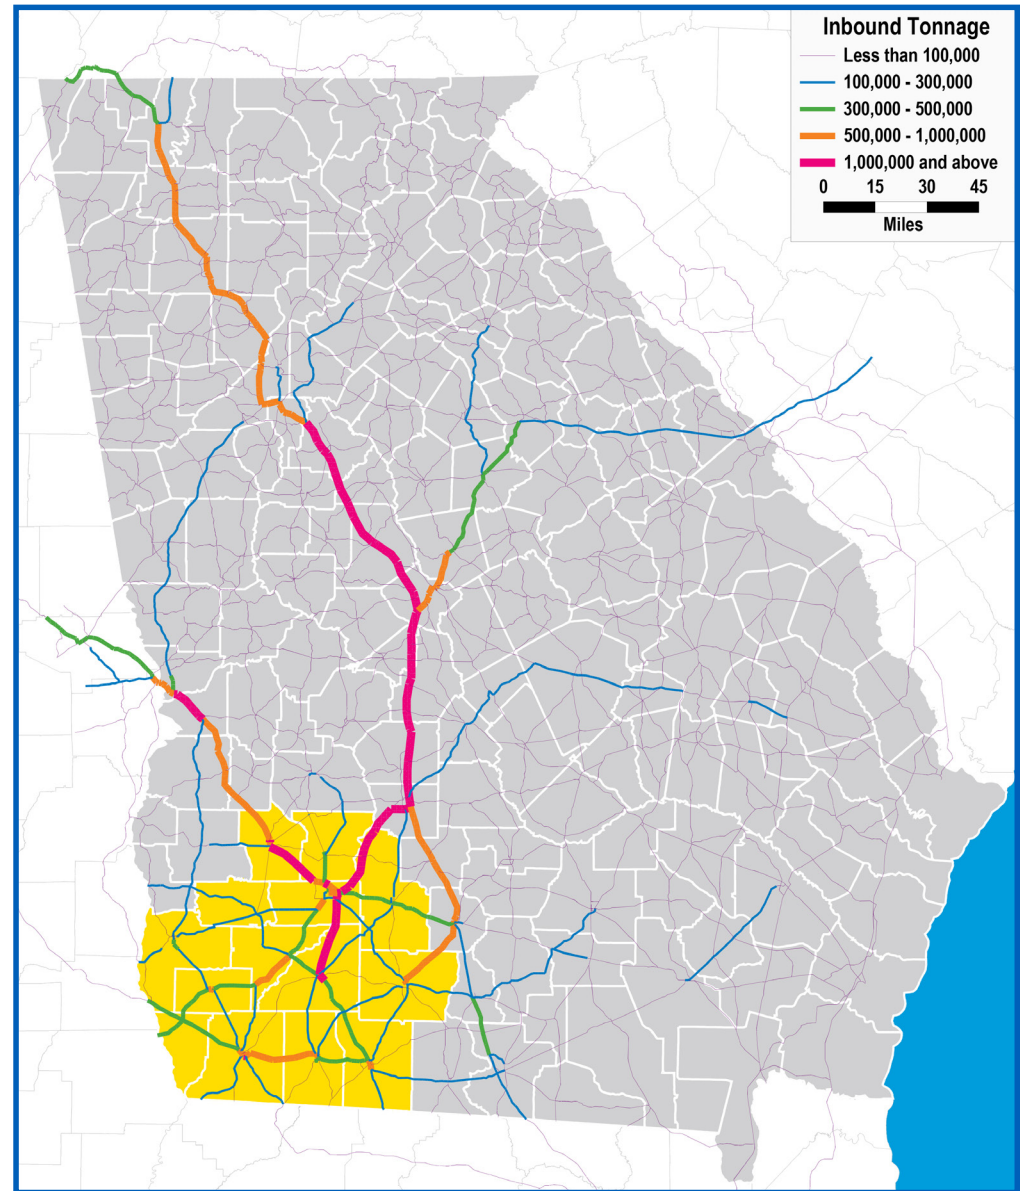 Inbound Tonnage
Less than 100,000
100,000 - 300,000
300,000 - 500,000
500,000 - 1,000,000
1,000,000 and above
0 15 30 45
Miles